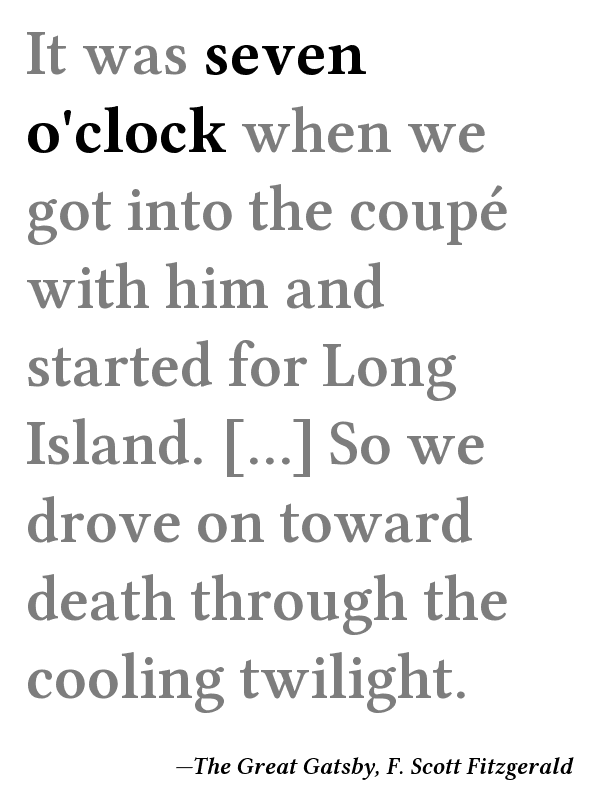 It was seven
o'clock when we
got into the coupé
with him and
started for Long
Island. [...] So we
drove on toward
death through the
cooling twilight.
—The Great Gatsby, F. Scott Fitzgerald